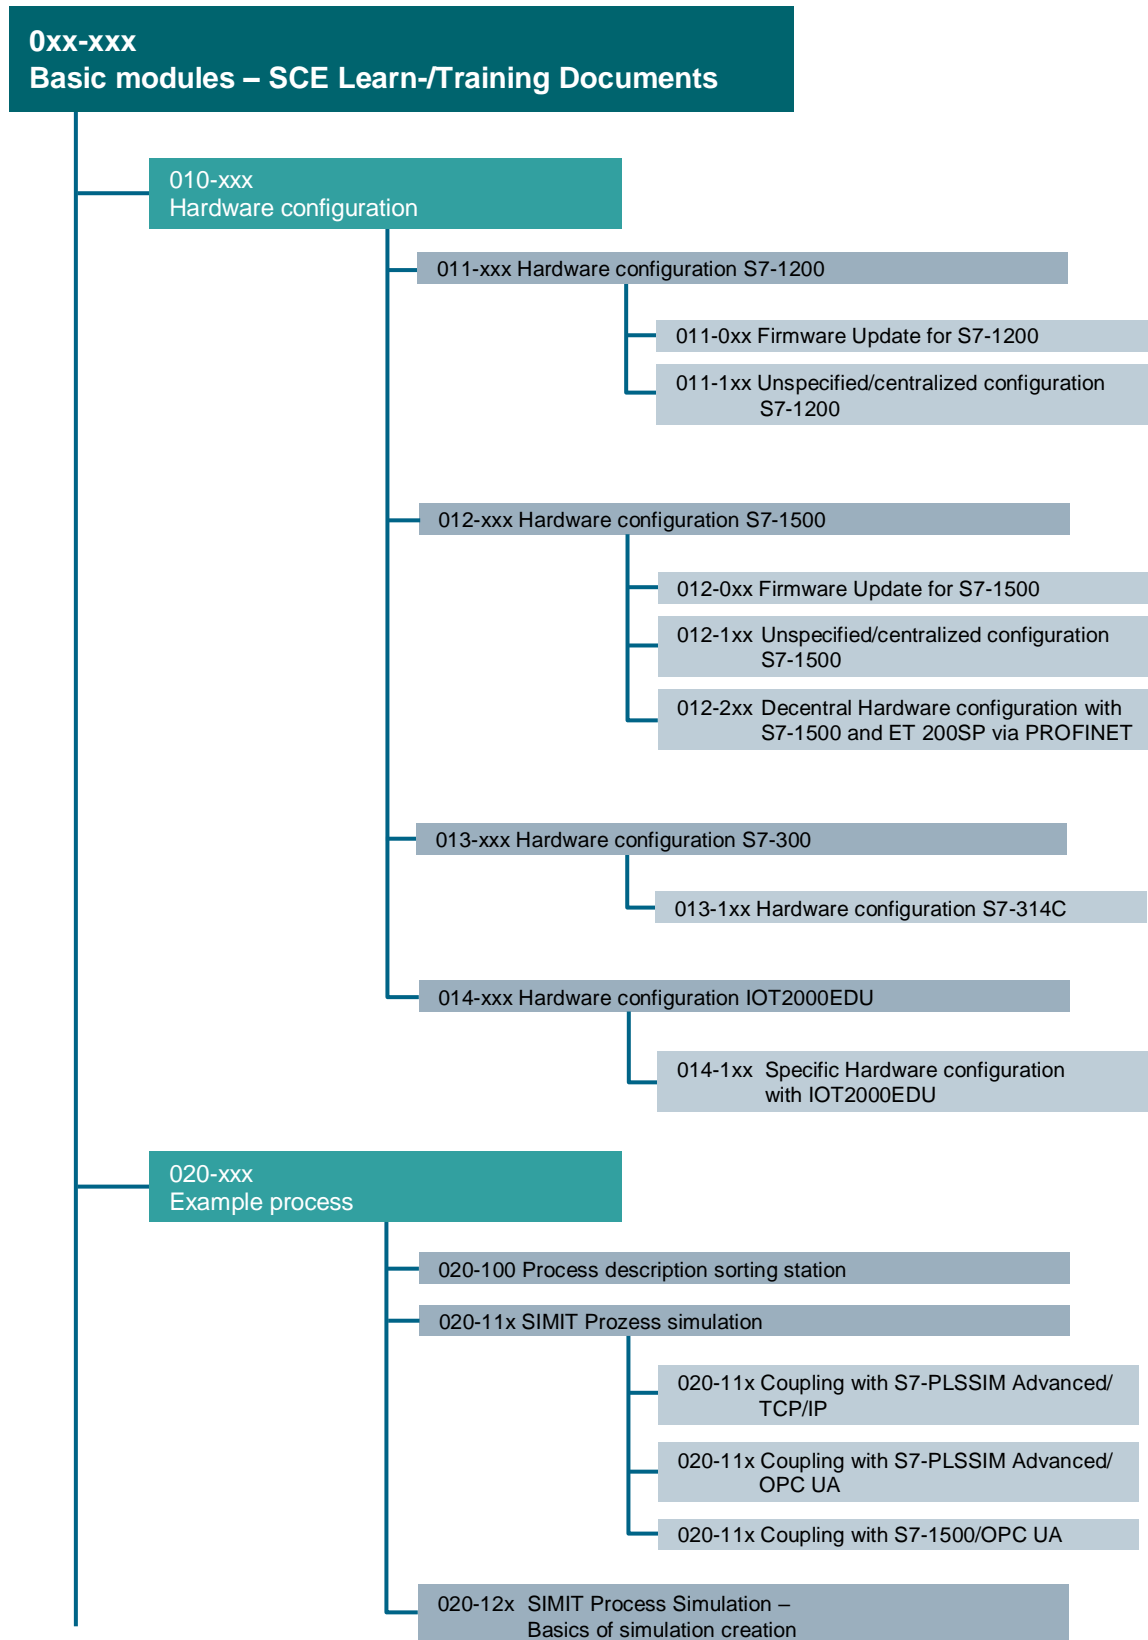 0xx-xxx
Basic modules – SCE Learn-/Training Documents
010-xxx
Hardware configuration
011-xxx Hardware configuration S7-1200
011-0xx Firmware Update for S7-1200
011-1xx Unspecified/centralized configuration
S7-1200
012-xxx Hardware configuration S7-1500
012-0xx Firmware Update for S7-1500
012-1xx Unspecified/centralized configuration
S7-1500
012-2xx Decentral Hardware configuration with
S7-1500 and ET 200SP via PROFINET
013-xxx Hardware configuration S7-300
013-1xx Hardware configuration S7-314C
014-xxx Hardware configuration IOT2000EDU
014-1xx Specific Hardware configuration
with IOT2000EDU
020-xxx
Example process
020-100 Process description sorting station
020-11x SIMIT Prozess simulation
020-11x Coupling with S7-PLSSIM Advanced/
TCP/IP
020-11x Coupling with S7-PLSSIM Advanced/
OPC UA
020-11x Coupling with S7-1500/OPC UA
020-12x SIMIT Process Simulation –
Basics of simulation creation